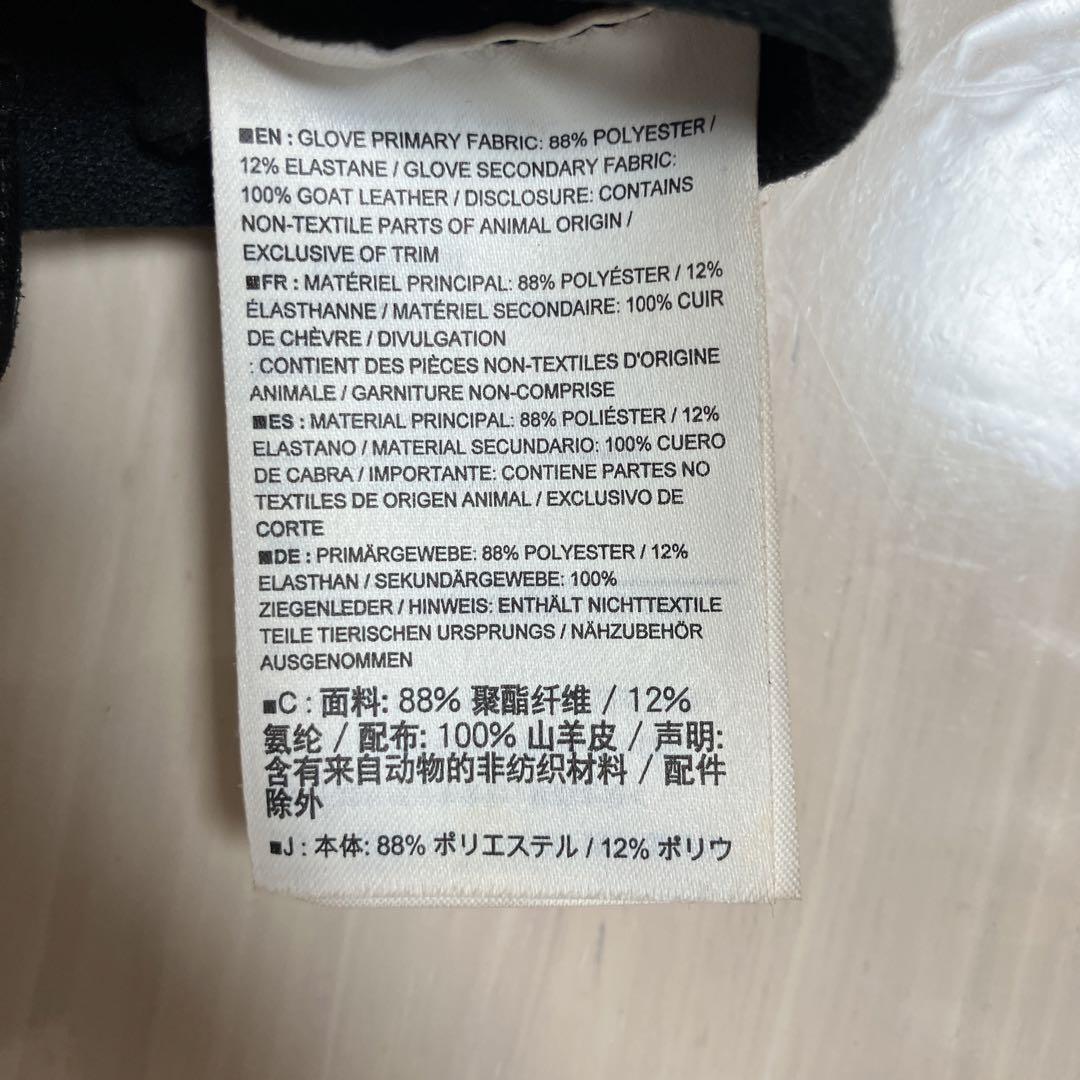 ■EN : GLOVE PRIMARY FABRIC: 88% POLYESTER /
12% ELASTANE / GLOVE SECONDARY FABRIC:
100% GOAT LEATHER / DISCLOSURE: CONTAINS
NON-TEXTILE PARTS OF ANIMAL ORIGIN /
EXCLUSIVE OF TRIM
■FR : MATÉRIEL PRINCIPAL: 88% POLYÉSTER / 12%
ÉLASTHANNE / MATÉRIEL SECONDAIRE: 100% CUIR
DE CHÈVRE / DIVULGATION
: CONTIENT DES PIÈCES NON-TEXTILES D'ORIGINE
ANIMALE / GARNITURE NON-COMPRISE
■ES : MATERIAL PRINCIPAL: 88% POLIÉSTER / 12%
ELASTANO / MATERIAL SECUNDARIO: 100% CUERO
DE CABRA / IMPORTANTE: CONTIENE PARTES NO
TEXTILES DE ORIGEN ANIMAL / EXCLUSIVO DE
CORTE
■DE : PRIMÄRGEWEBE: 88% POLYESTER / 12%
ELASTHAN / SEKUNDÄRGEWEBE: 100%
ZIEGENLEDER / HINWEIS: ENTHÄLT NICHTTEXTILE
TEILE TIERISCHEN URSPRUNGS / NÄHZUBEHÖR
AUSGENOMMEN
■C : 面料: 88% 聚酯纤维 / 12%
氨纶 / 配布: 100% 山羊皮 / 声明:
含有来自动物的非纺织材料 / 配件
除外
■J : 本体: 88% ポリエステル / 12% ポリウ